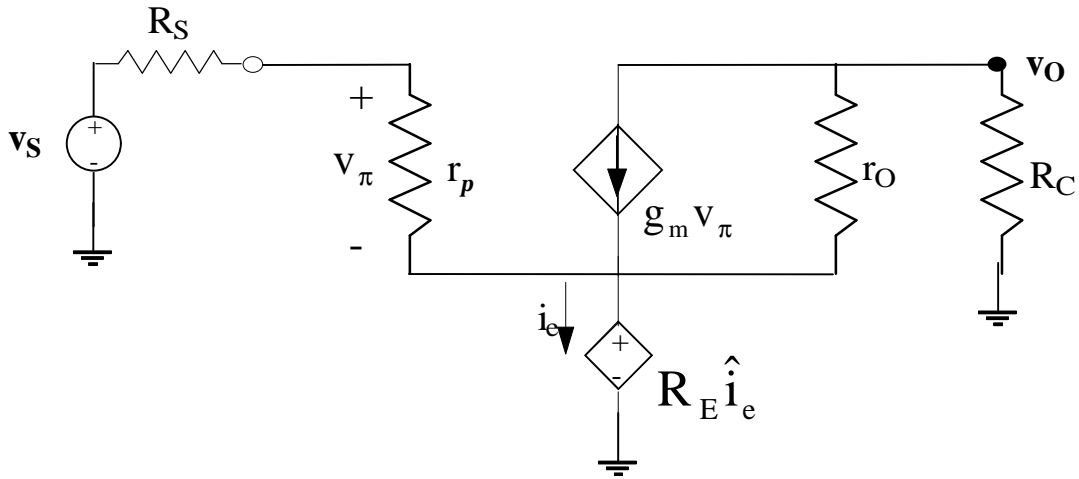 R_S
+
-
v_S
+
v_π
-
r_p
g_m v_π
r_O
v_O
R_C
i_e
+
-
R_E î_e